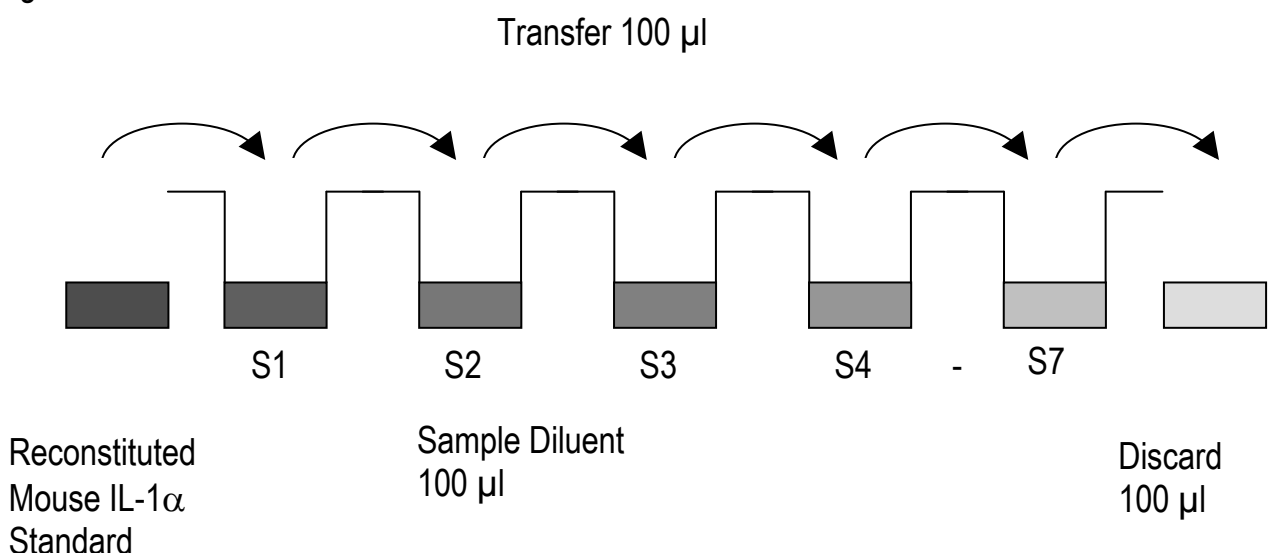 Transfer 100 µl
S1 S2 S3 S4 - S7
Reconstituted
Mouse IL-1α
Standard
Sample Diluent
100 µl
Discard
100 µl